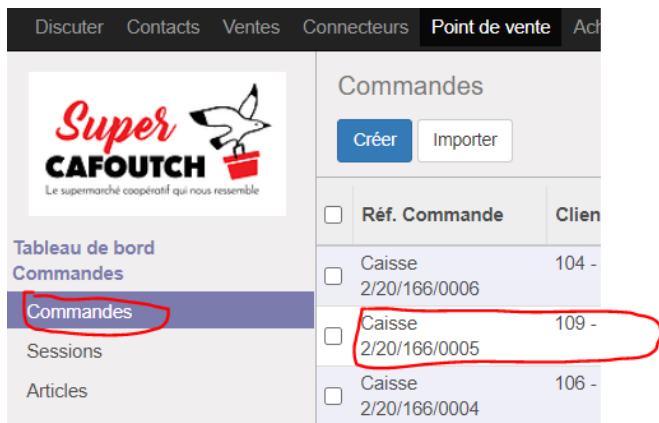 Discuter Contacts Ventes Connecteurs Point de vente Ach
Super
CAFOUTCH
Le supermarché coopératif qui nous ressemble
Tableau de bord
Commandes
Commandes
Sessions
Articles
Commandes
Créer Importer
Réf. Commande Clien
Caisse 104 -
2/20/166/0006
Caisse 109 -
2/20/166/0005
Caisse 106 -
2/20/166/0004